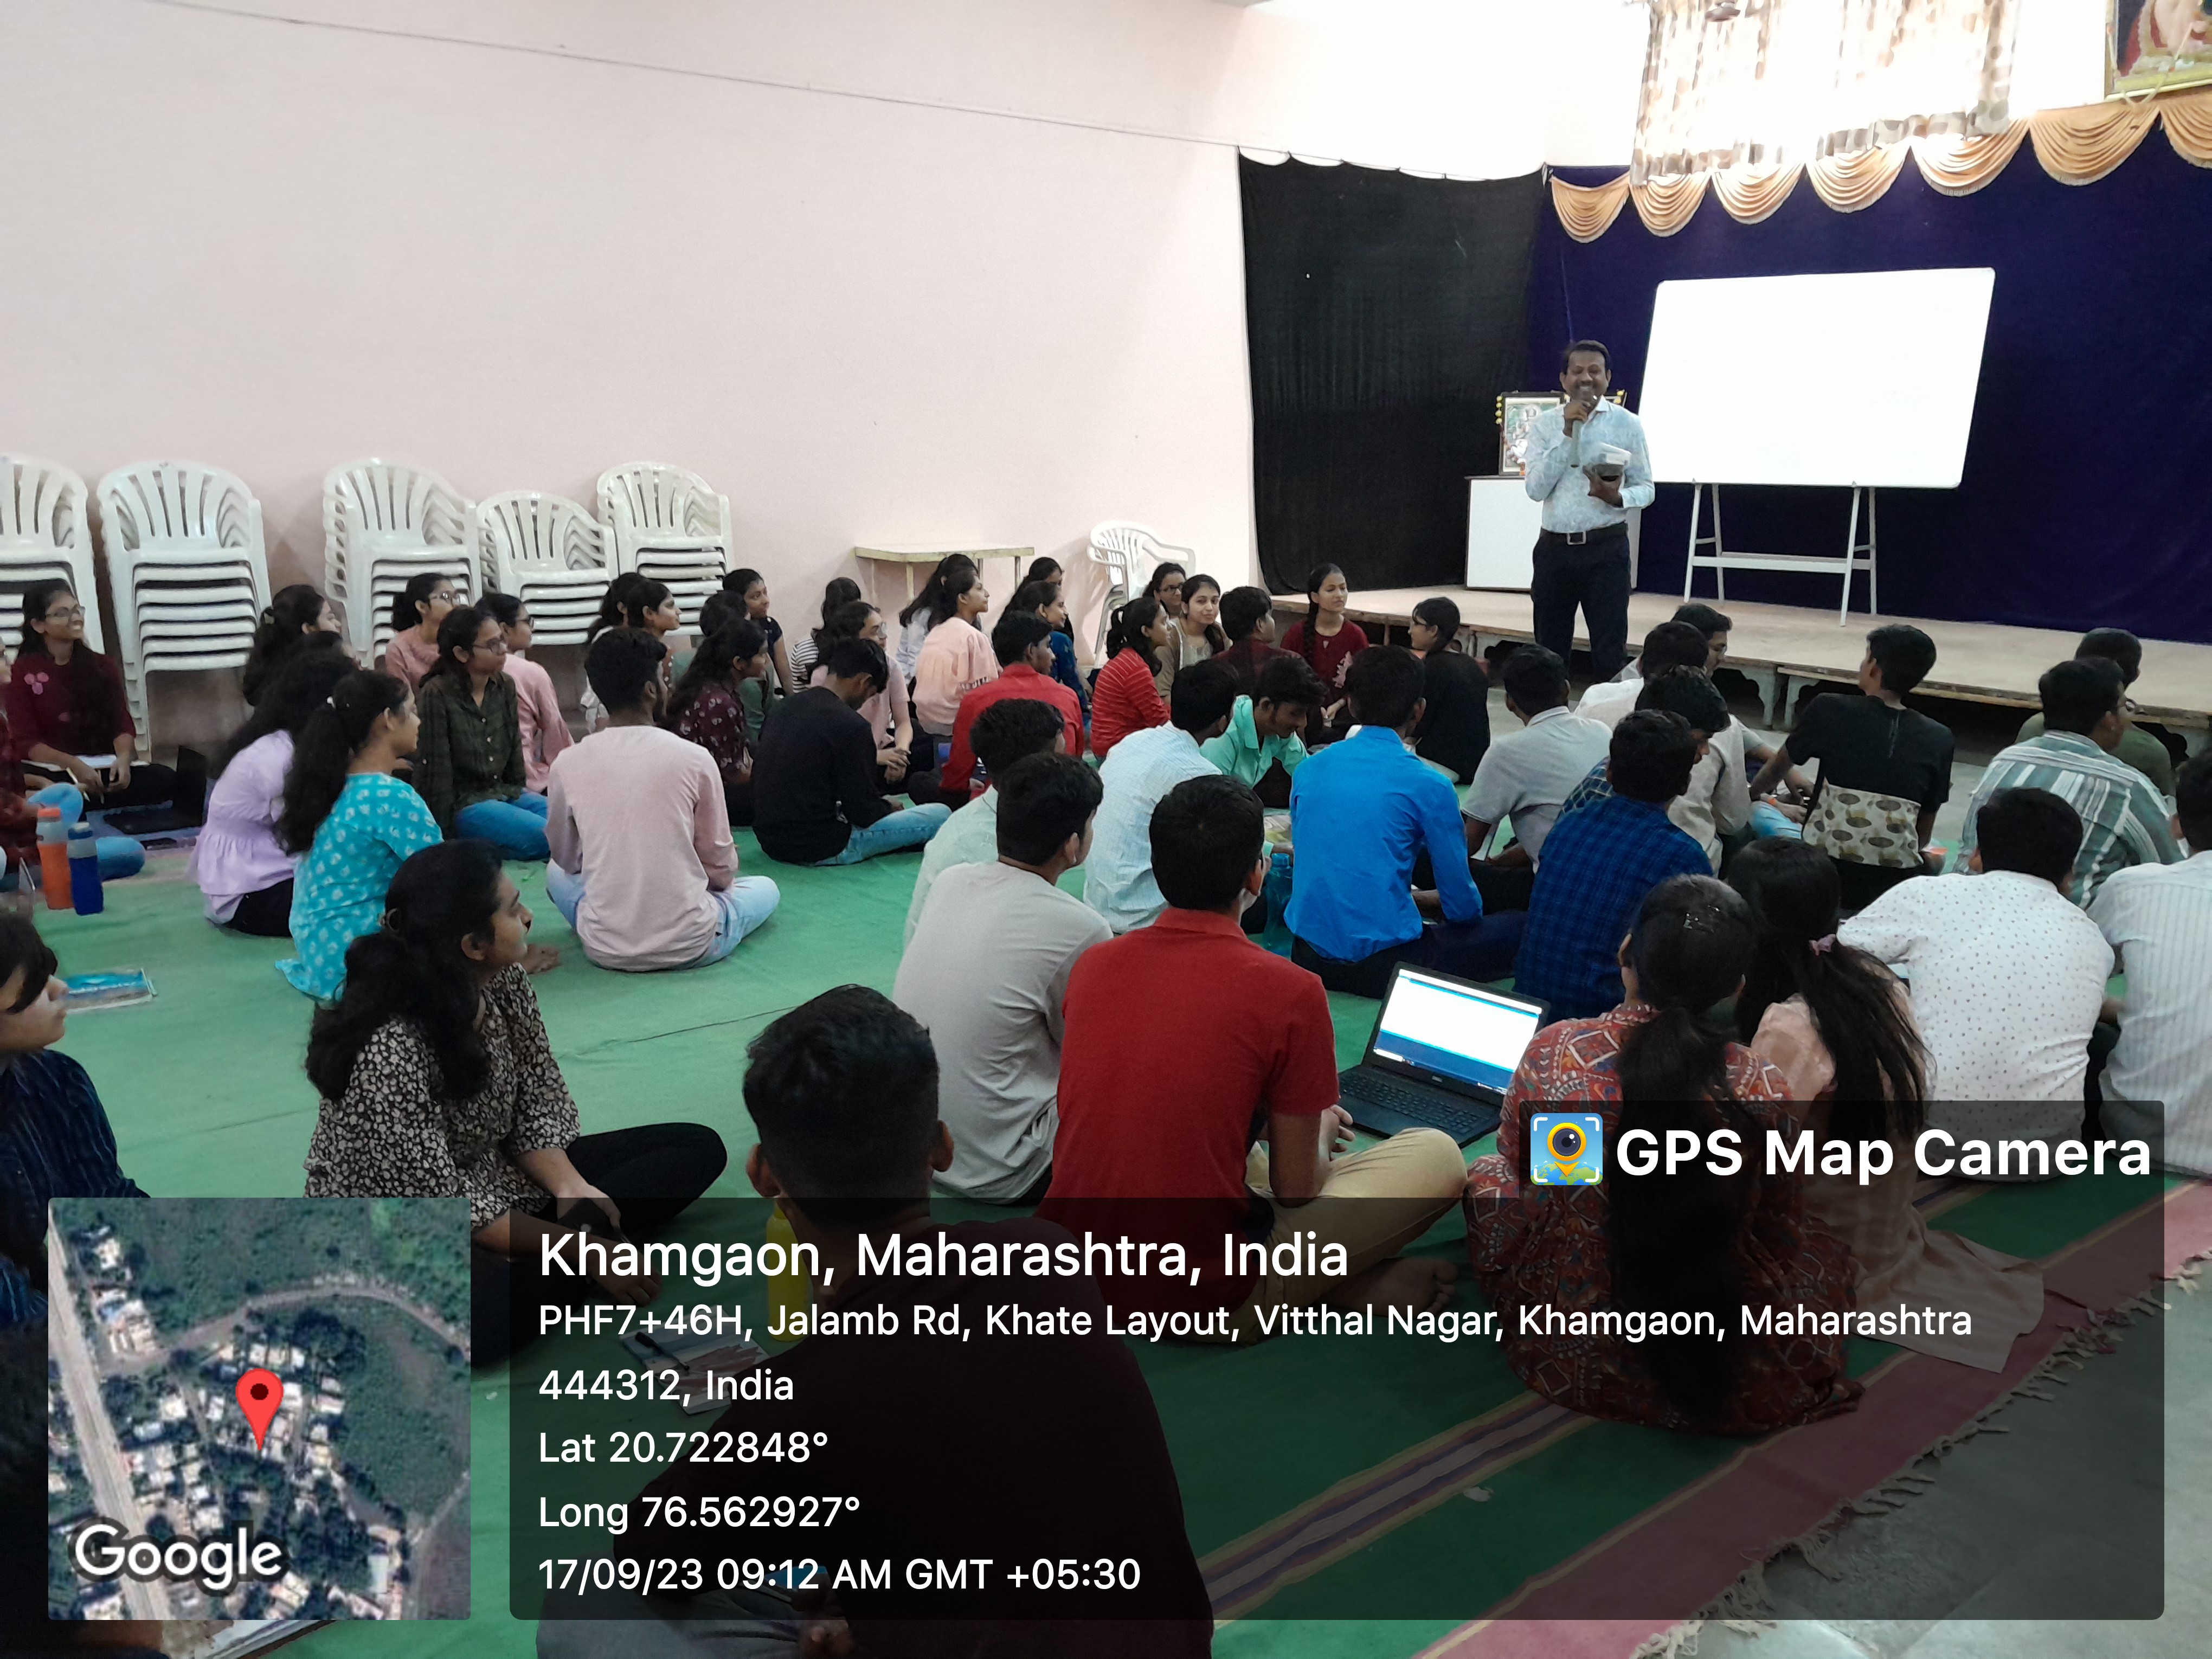 GPS Map Camera
Khamgaon, Maharashtra, India
PHF7+46H, Jalamb Rd, Khate Layout, Vitthal Nagar, Khamgaon, Maharashtra
444312, India
Lat 20.722848°
Long 76.562927°
17/09/23 09:12 AM GMT +05:30
Google